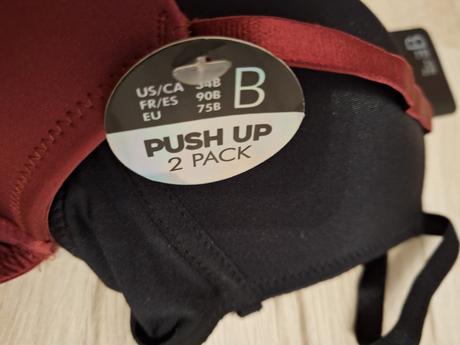 US/CA 34B
FR/ES 90B
EU 75B
B
PUSH UP
2 PACK
B